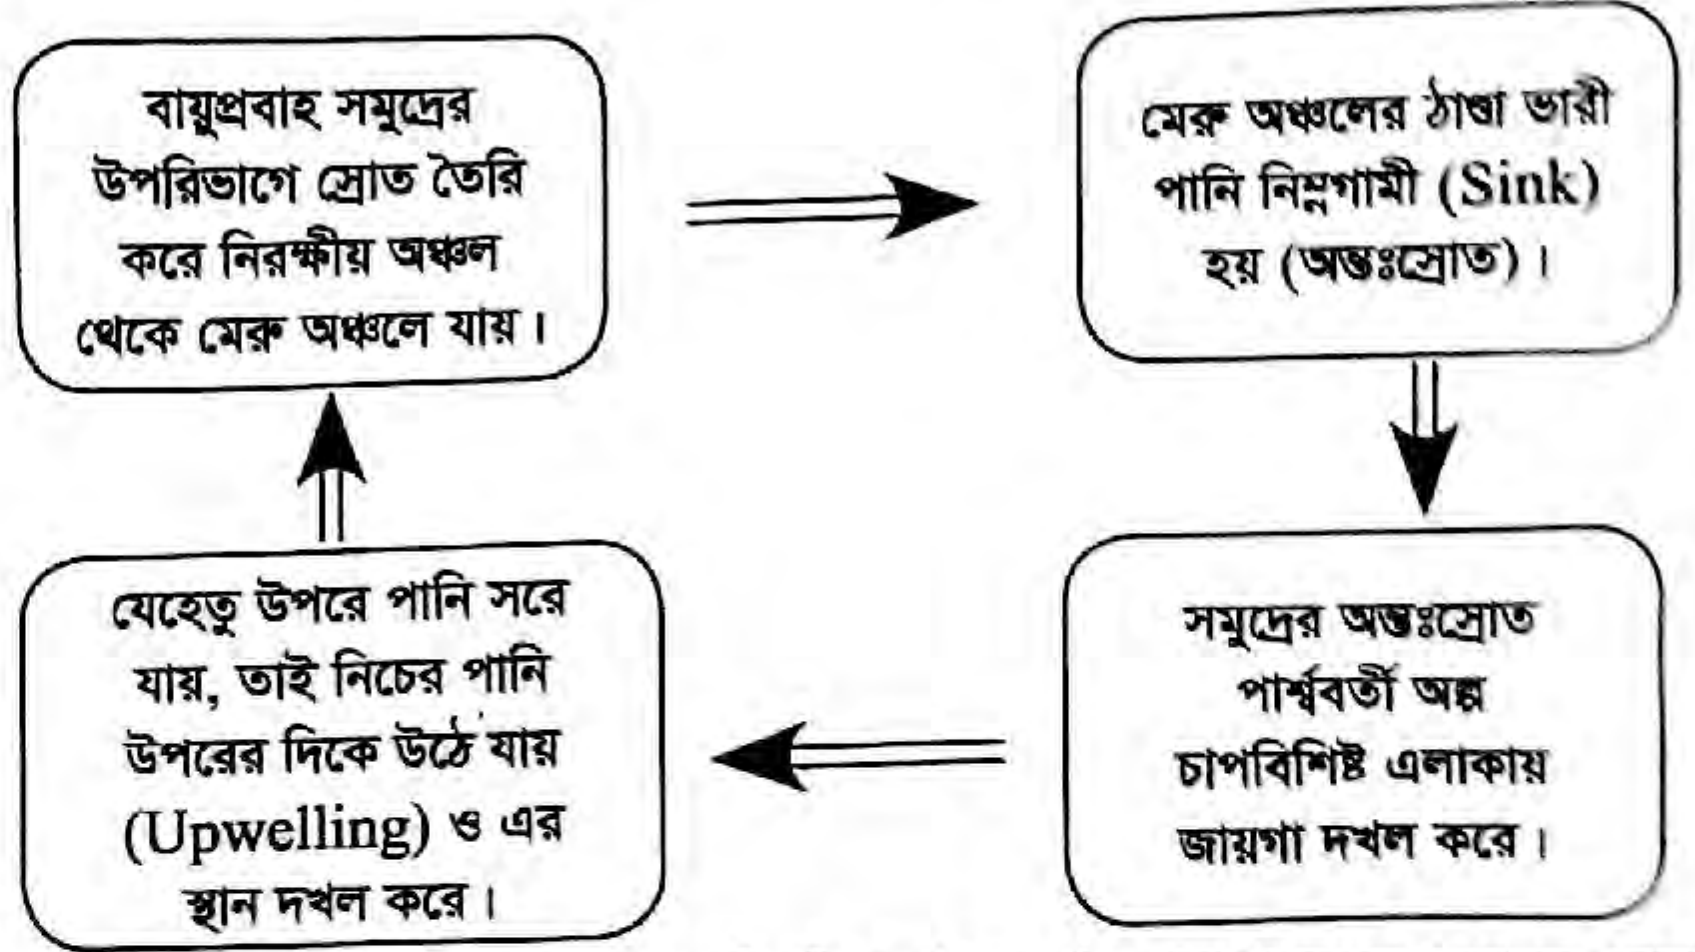 বায়ুপ্রবাহ সমুদ্রের
উপরিভাগে স্রোত তৈরি
করে নিরক্ষীয় অঞ্চল
থেকে মেরু অঞ্চলে যায়।
মেরু অঞ্চলের ঠাণ্ডা ভারী
পানি নিম্নগামী (Sink)
হয় (অন্তঃস্রোত)।
সমুদ্রের অন্তঃস্রোত
পার্শ্ববর্তী অল্প
চাপবিশিষ্ট এলাকায়
জায়গা দখল করে।
যেহেতু উপরে পানি সরে
যায়, তাই নিচের পানি
উপরের দিকে উঠে যায়
(Upwelling) ও এর
স্থান দখল করে।